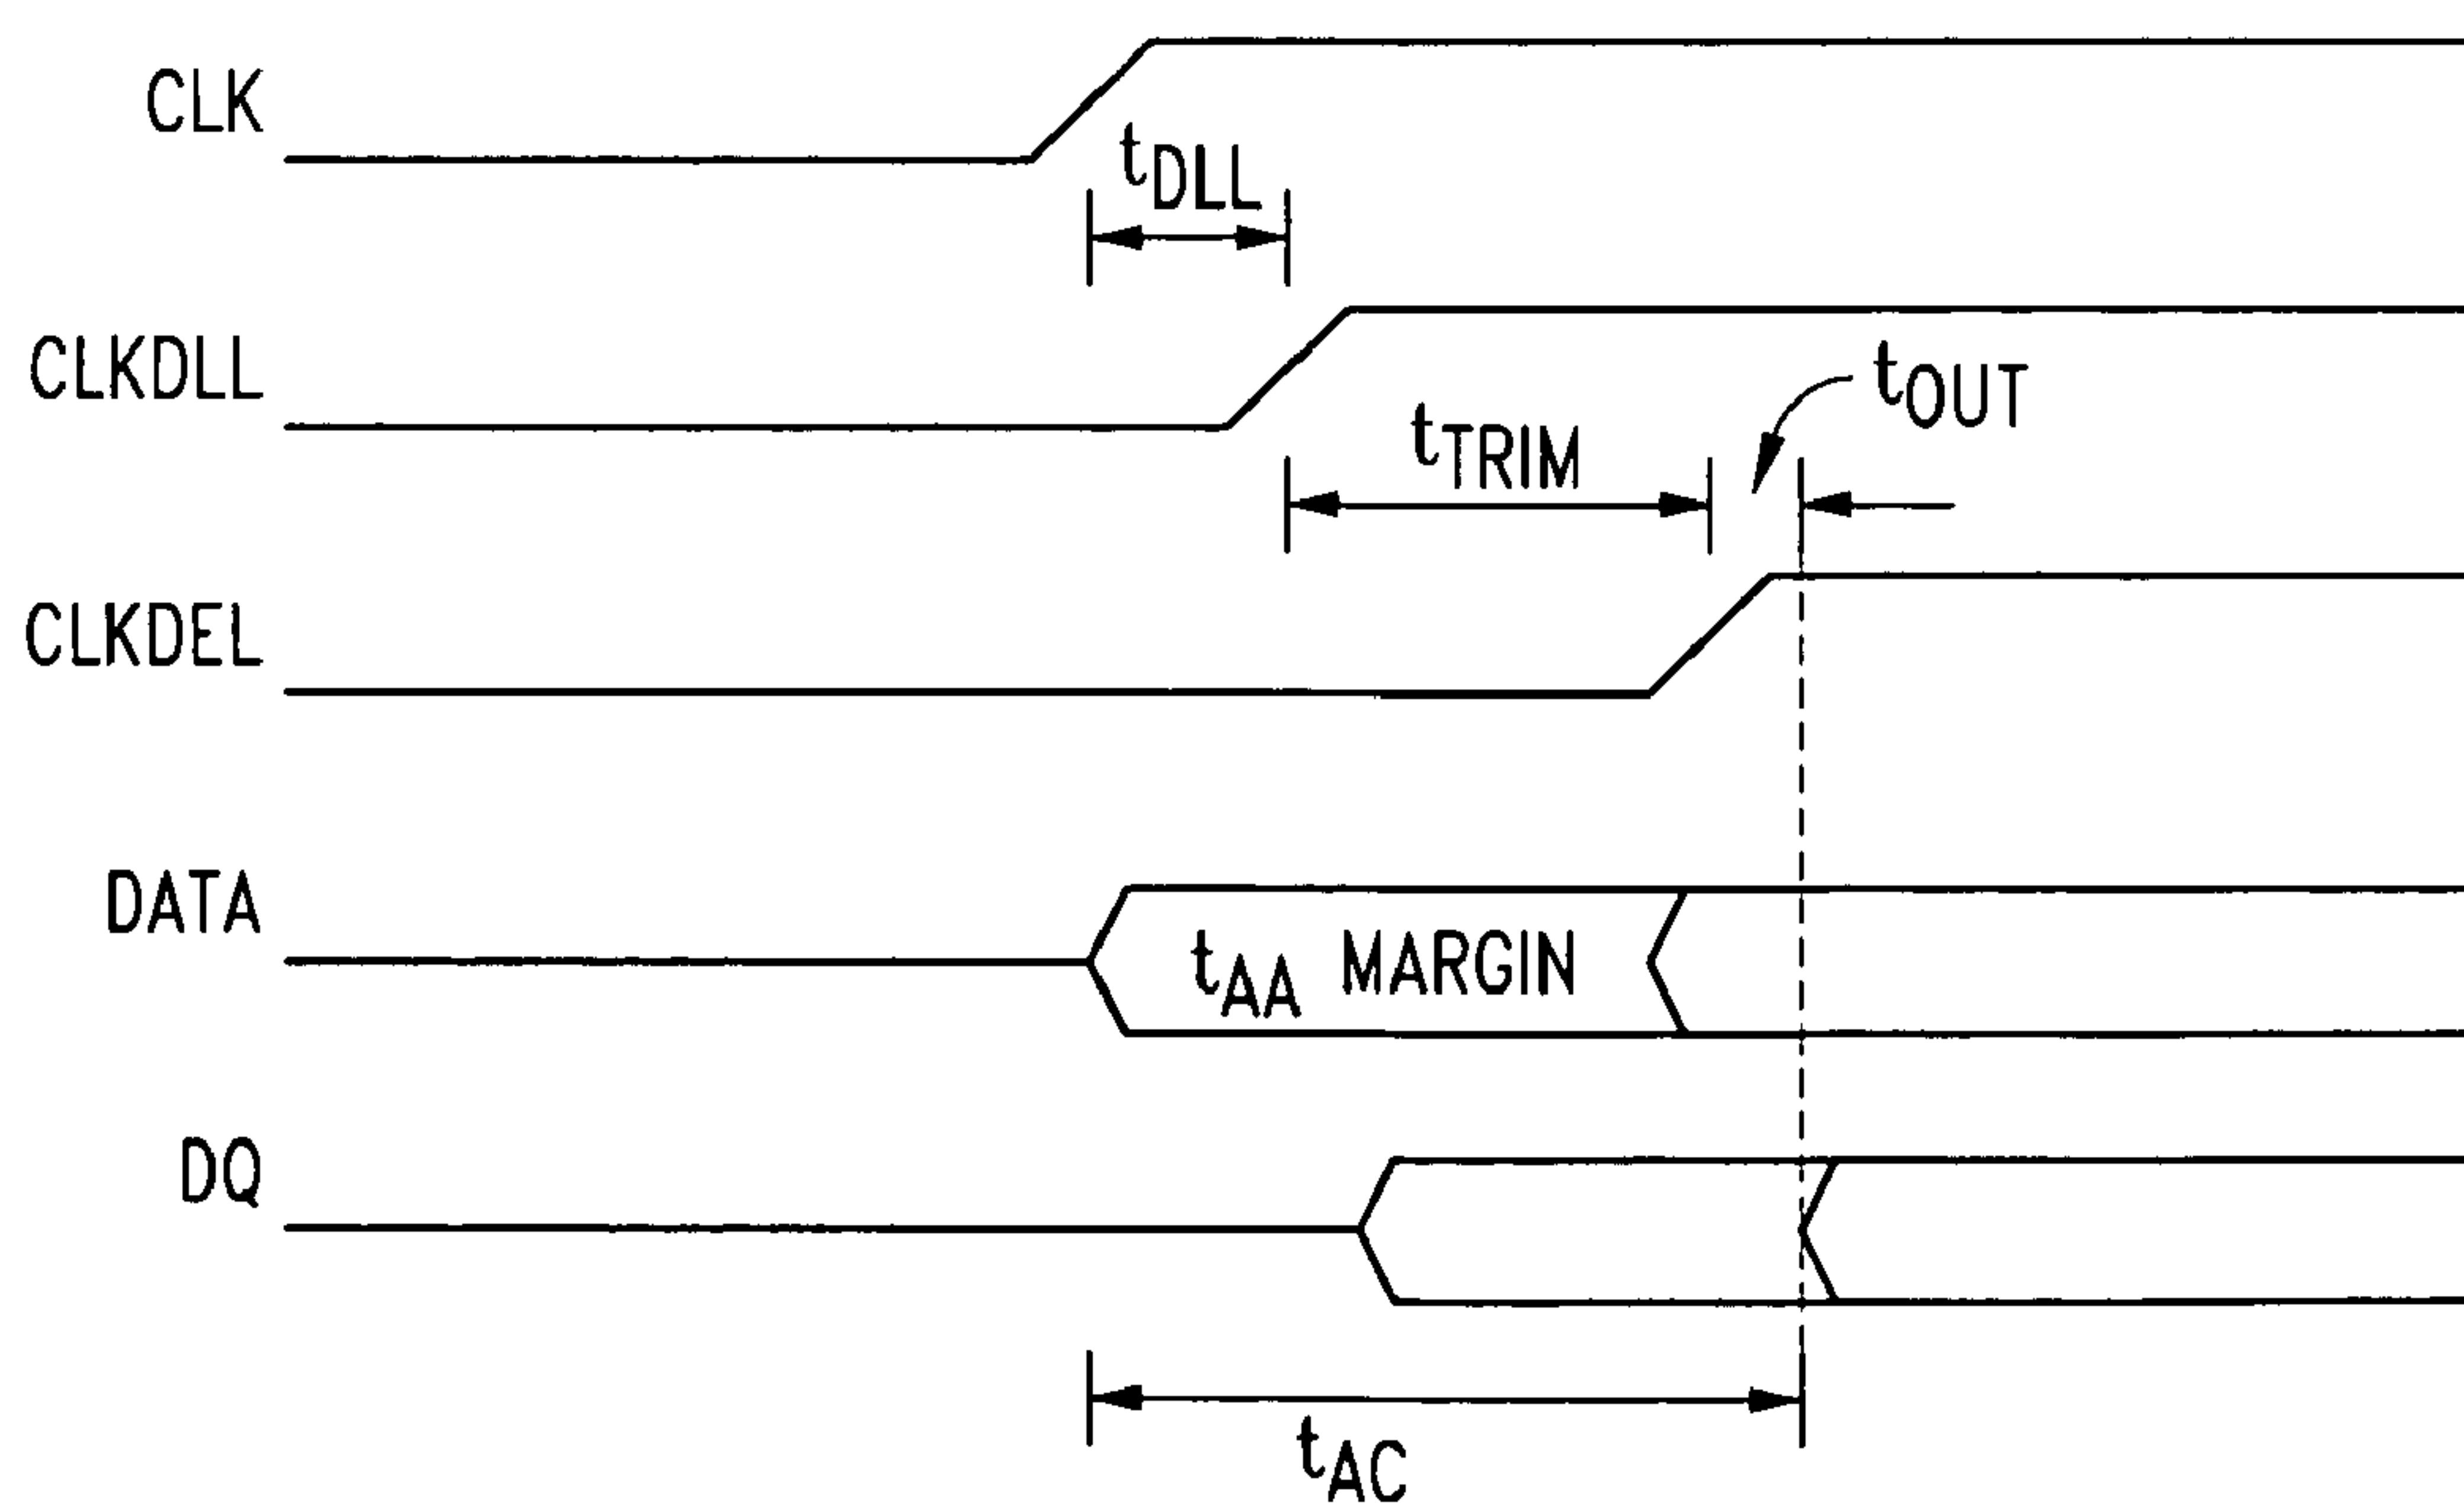 CLK
tDLL
CLKDLL
tOUT
tTRIM
CLKDEL
DATA
tAA MARGIN
DQ
tAC